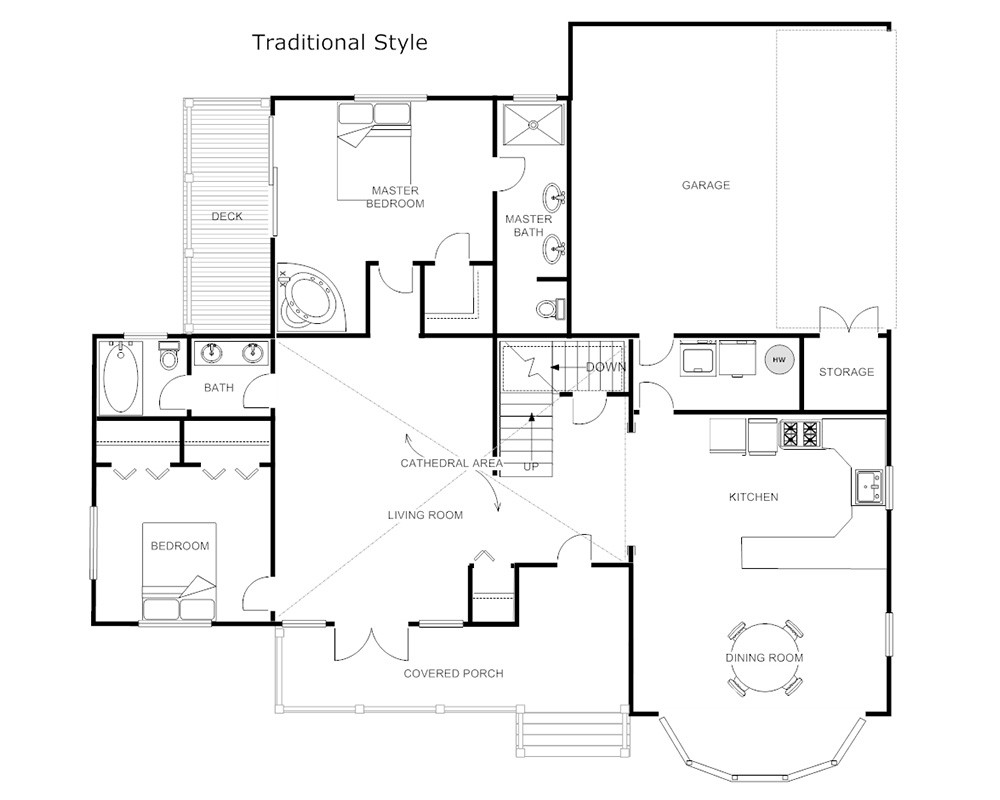 Traditional Style
GARAGE
MASTER
BEDROOM
DECK
MASTER
BATH
DOWN
HW
STORAGE
BATH
CATHEDRAL AREA
UP
LIVING ROOM
KITCHEN
BEDROOM
DINING ROOM
COVERED PORCH